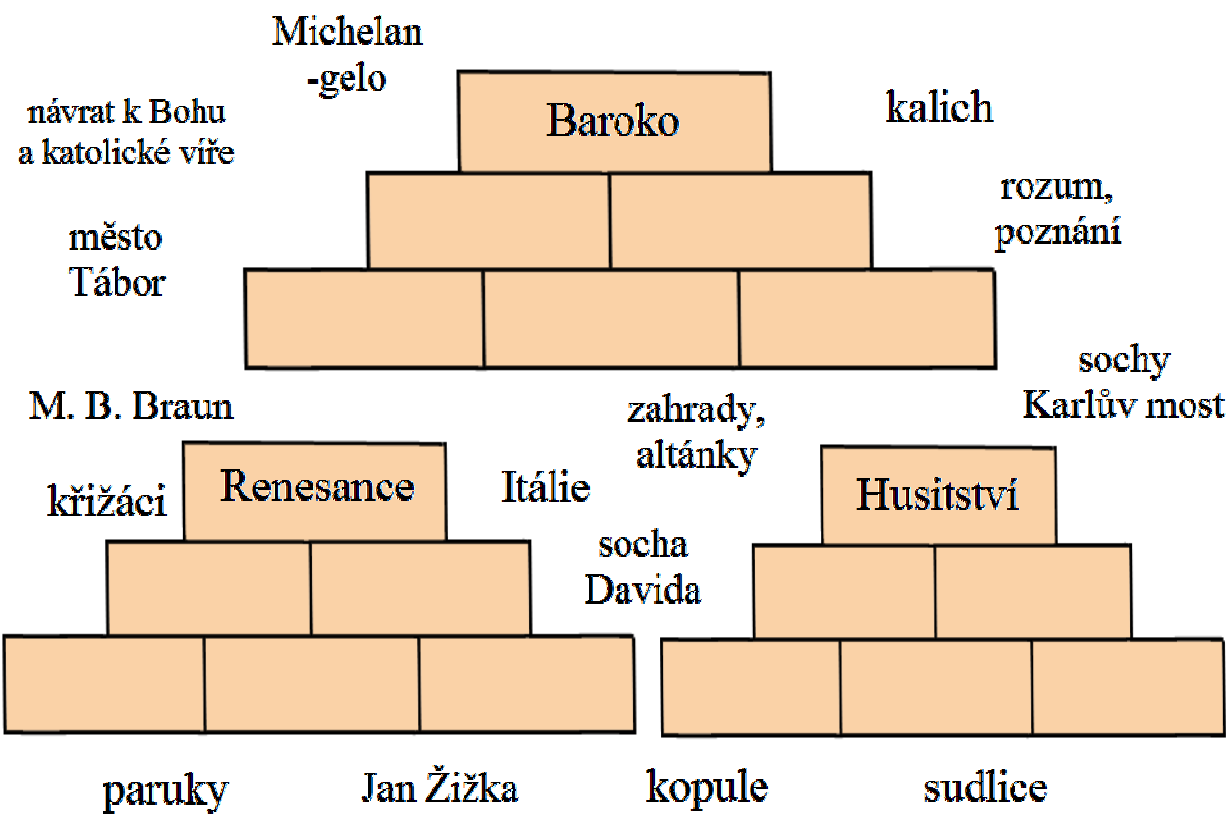 Michelan
-gelo
Baroko
kalich
návrat k Bohu
a katolické víře
rozum,
poznání
město
Tábor
sochy
Karlův most
M. B. Braun
zahrady,
altánky
Renesance
Itálie
Husitství
křižáci
socha
Davida
paruky
Jan Žižka
kopule
sudlice